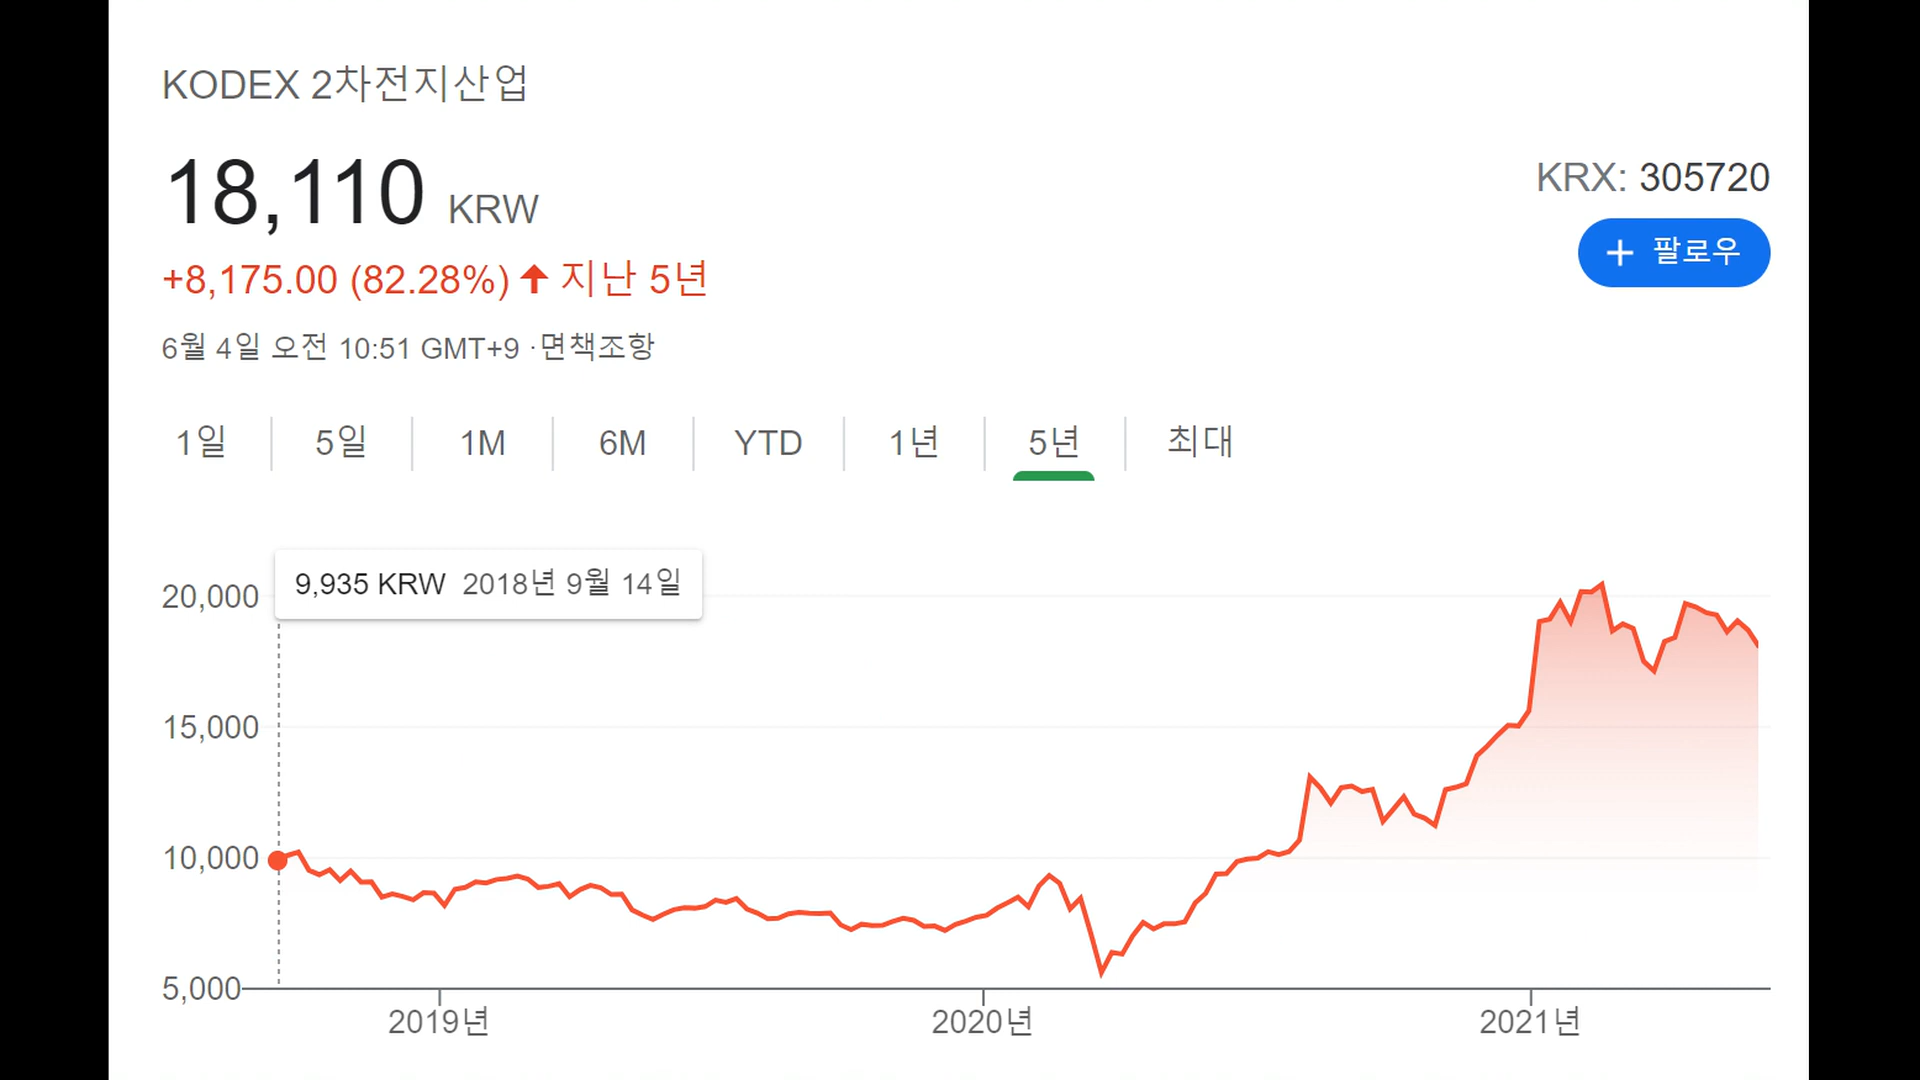 KODEX 2차전지산업
18,110 KRW
KRX: 305720
+ 팔로우
+8,175.00 (82.28%) ↑ 지난 5년
6월 4일 오전 10:51 GMT+9 ·면책조항
1일 5일 1M 6M YTD 1년 5년 최대
9,935 KRW 2018년 9월 14일
20,000
15,000
10,000
5,000
2019년 2020년 2021년